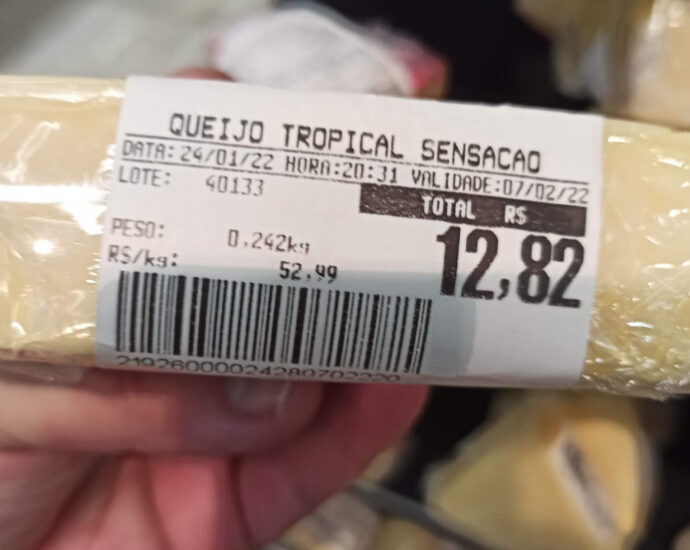 QUEIJO TROPICAL SENSACAO
DATA: 24/01/22 HORA:20:31 VALIDADE:07/02/22
LOTE: 40133
TOTAL R$
PESO: 0.242kg
12,82
R$/kg: 52.99